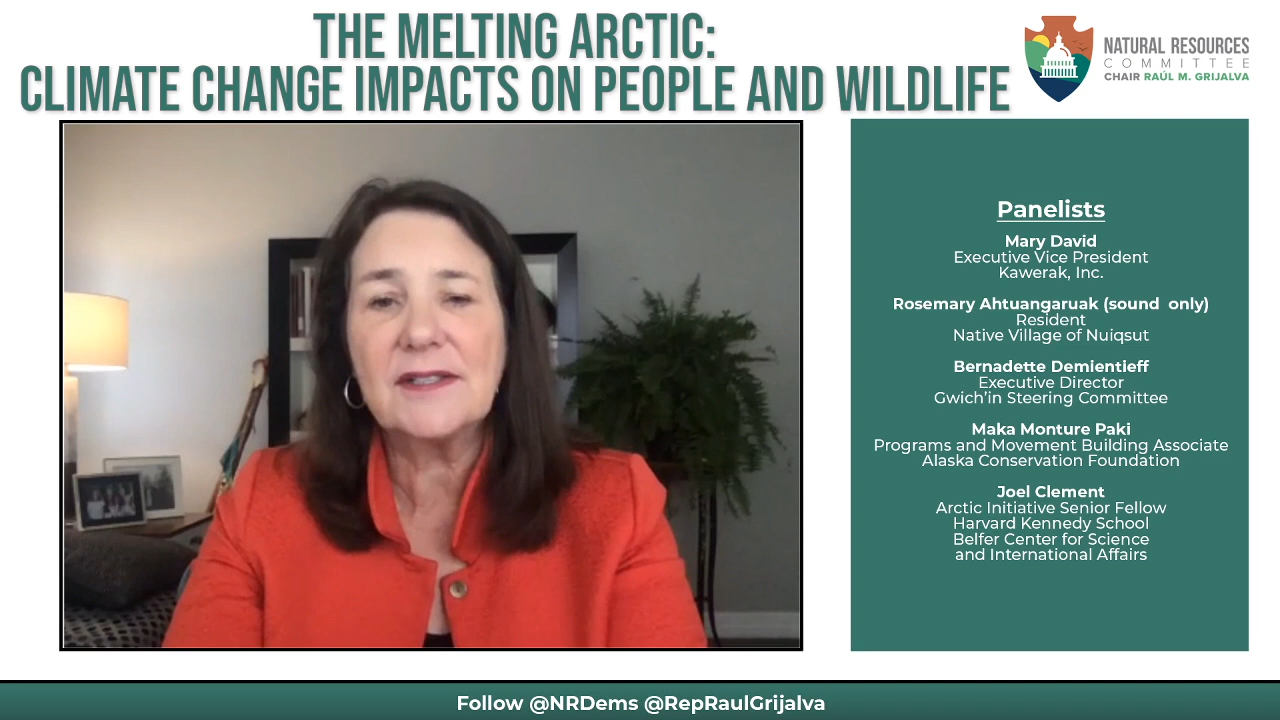 THE MELTING ARCTIC:
CLIMATE CHANGE IMPACTS ON PEOPLE AND WILDLIFE
NATURAL RESOURCES
COMMITTEE
CHAIR RAÚL M. GRIJALVA
Panelists
Mary David
Executive Vice President
Kawerak, Inc.
Rosemary Ahtuangaruak (sound only)
Resident
Native Village of Nuiqsut
Bernadette Demientieff
Executive Director
Gwich’in Steering Committee
Maka Monture Paki
Programs and Movement Building Associate
Alaska Conservation Foundation
Joel Clement
Arctic Initiative Senior Fellow
Harvard Kennedy School
Belfer Center for Science
and International Affairs
Follow @NRDems @RepRaulGrijalva